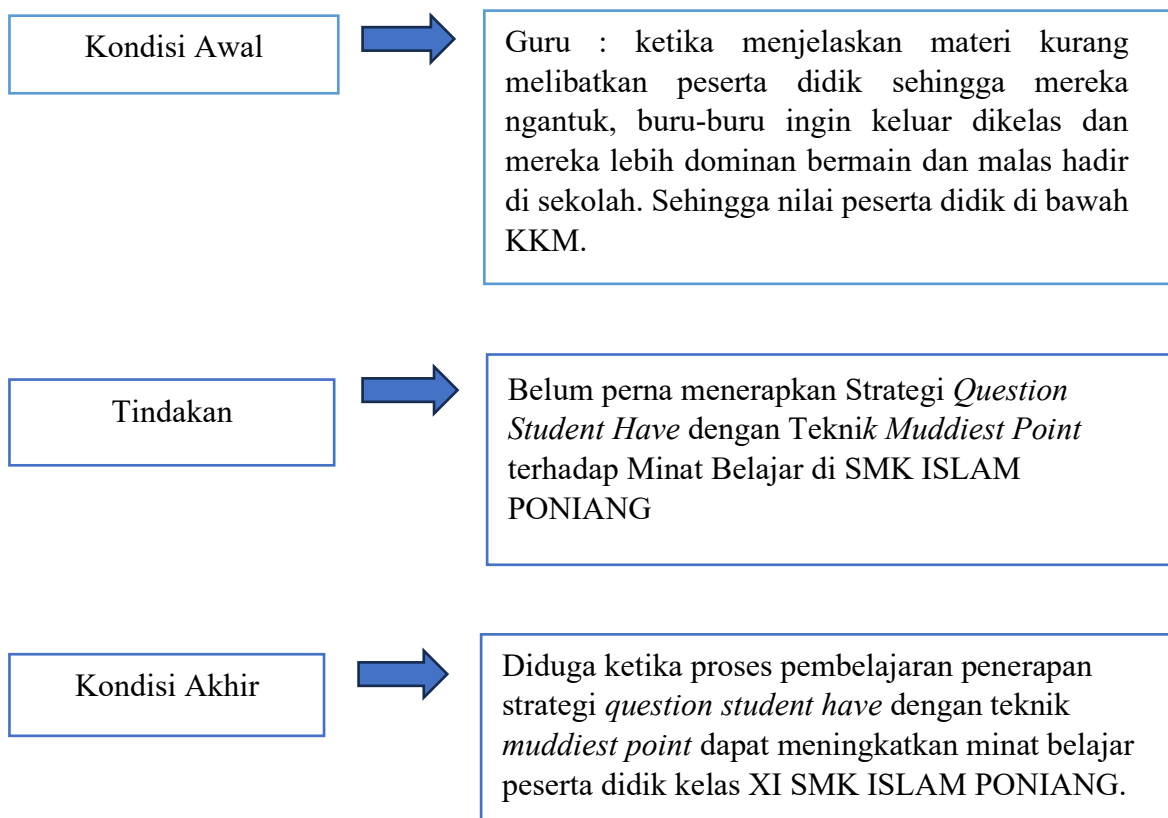 Kondisi Awal
Guru : ketika menjelaskan materi kurang
melibatkan peserta didik sehingga mereka
ngantuk, buru-buru ingin keluar dikelas dan
mereka lebih dominan bermain dan malas hadir
di sekolah. Sehingga nilai peserta didik di bawah
KKM.
Tindakan
Belum perna menerapkan Strategi Question
Student Have dengan Teknik Muddiest Point
terhadap Minat Belajar di SMK ISLAM
PONIANG
Kondisi Akhir
Diduga ketika proses pembelajaran penerapan
strategi question student have dengan teknik
muddiest point dapat meningkatkan minat belajar
peserta didik kelas XI SMK ISLAM PONIANG.